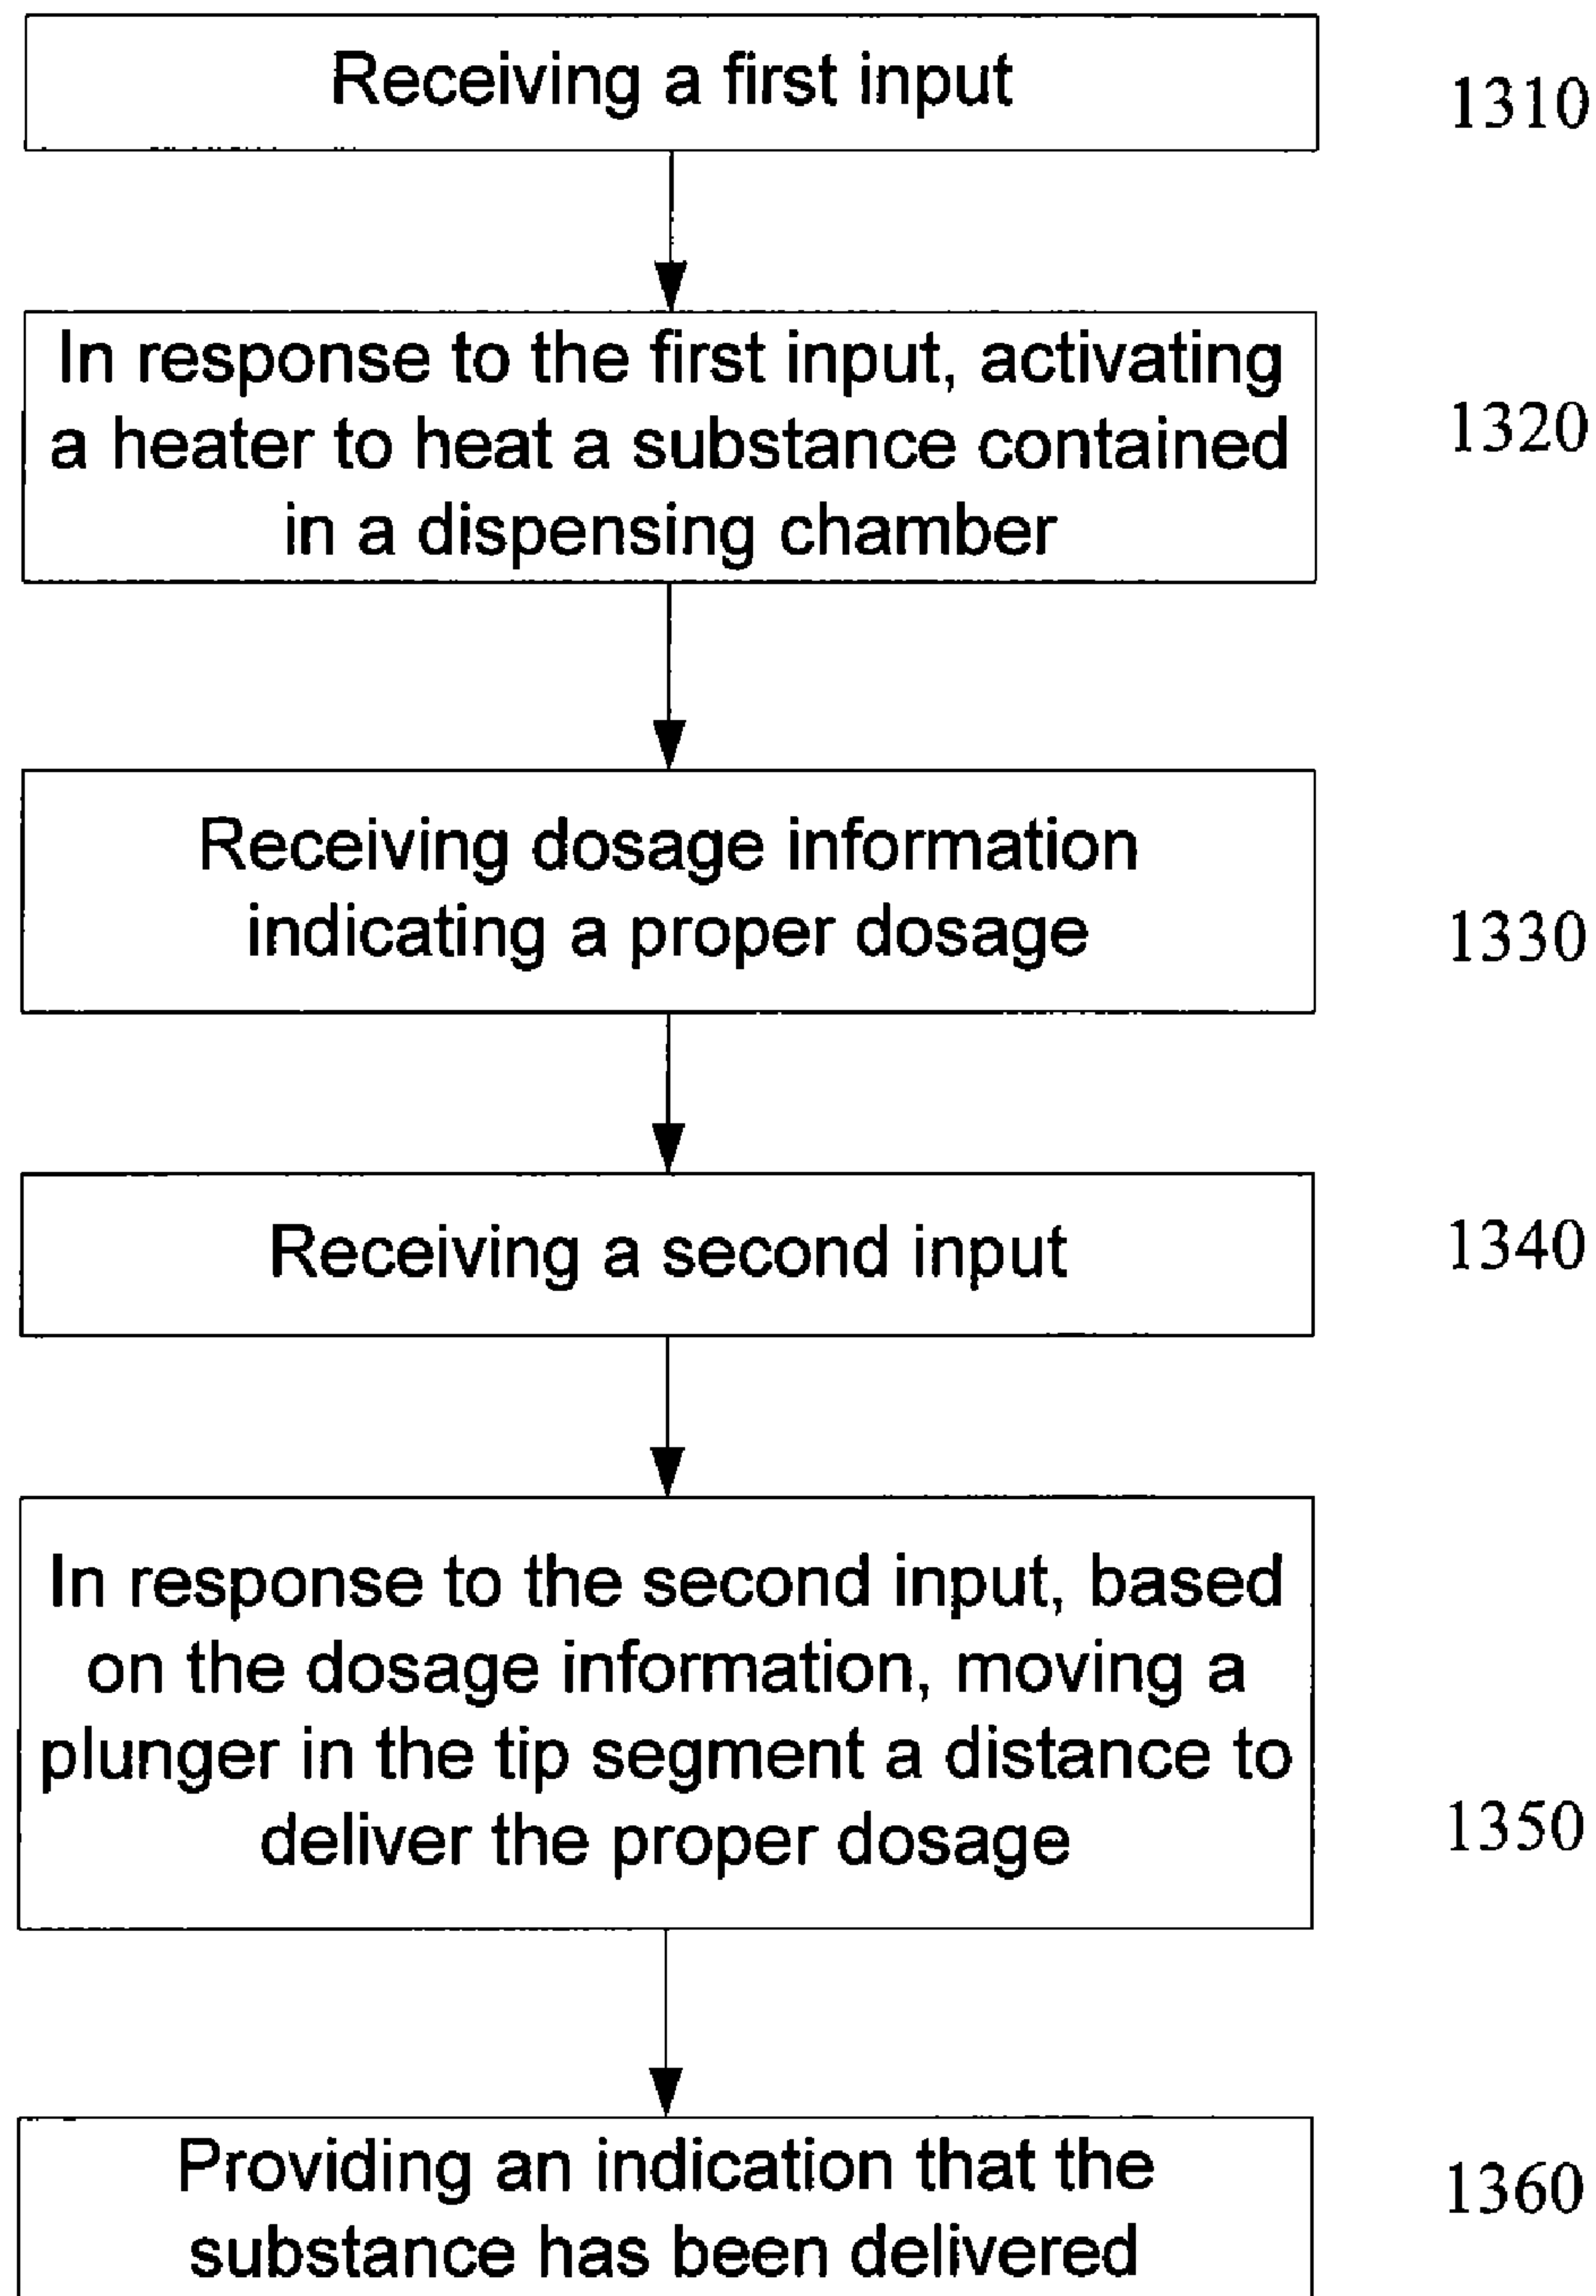 Receiving a first input
1310
In response to the first input, activating
a heater to heat a substance contained
in a dispensing chamber
1320
Receiving dosage information
indicating a proper dosage
1330
Receiving a second input
1340
In response to the second input, based
on the dosage information, moving a
plunger in the tip segment a distance to
deliver the proper dosage
1350
Providing an indication that the
substance has been delivered
1360